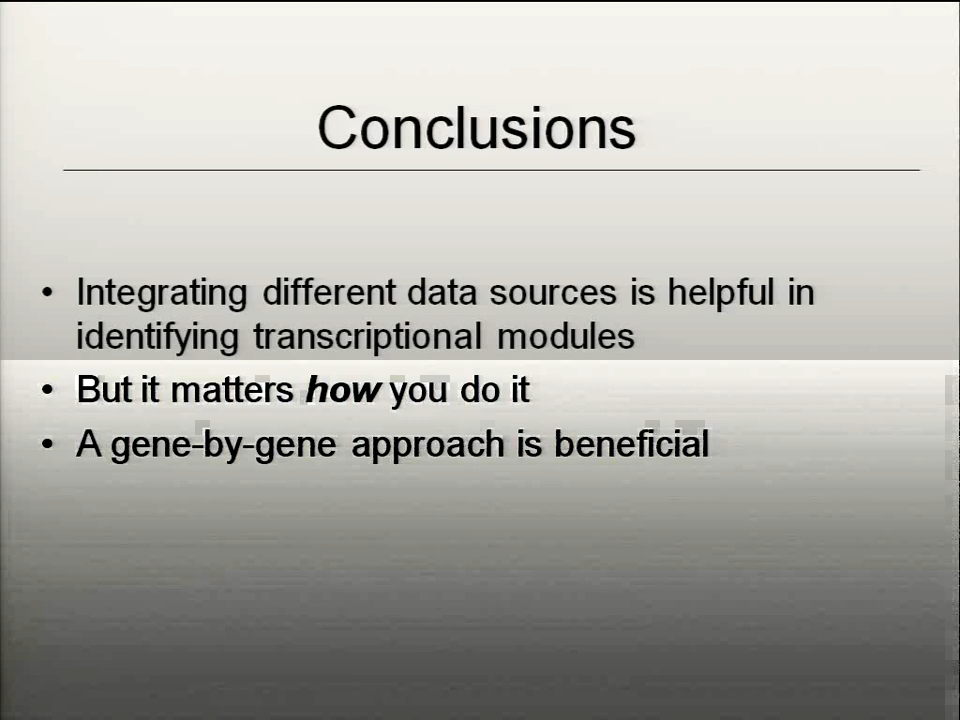 Conclusions
• Integrating different data sources is helpful in
identifying transcriptional modules
• But it matters how you do it
• A gene-by-gene approach is beneficial